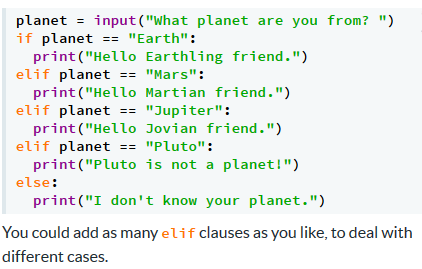 planet = input("What planet are you from? ")
if planet == "Earth":
  print("Hello Earthling friend.")
elif planet == "Mars":
  print("Hello Martian friend.")
elif planet == "Jupiter":
  print("Hello Jovian friend.")
elif planet == "Pluto":
  print("Pluto is not a planet!")
else:
  print("I don't know your planet.")
You could add as many elif clauses as you like, to deal with
different cases.